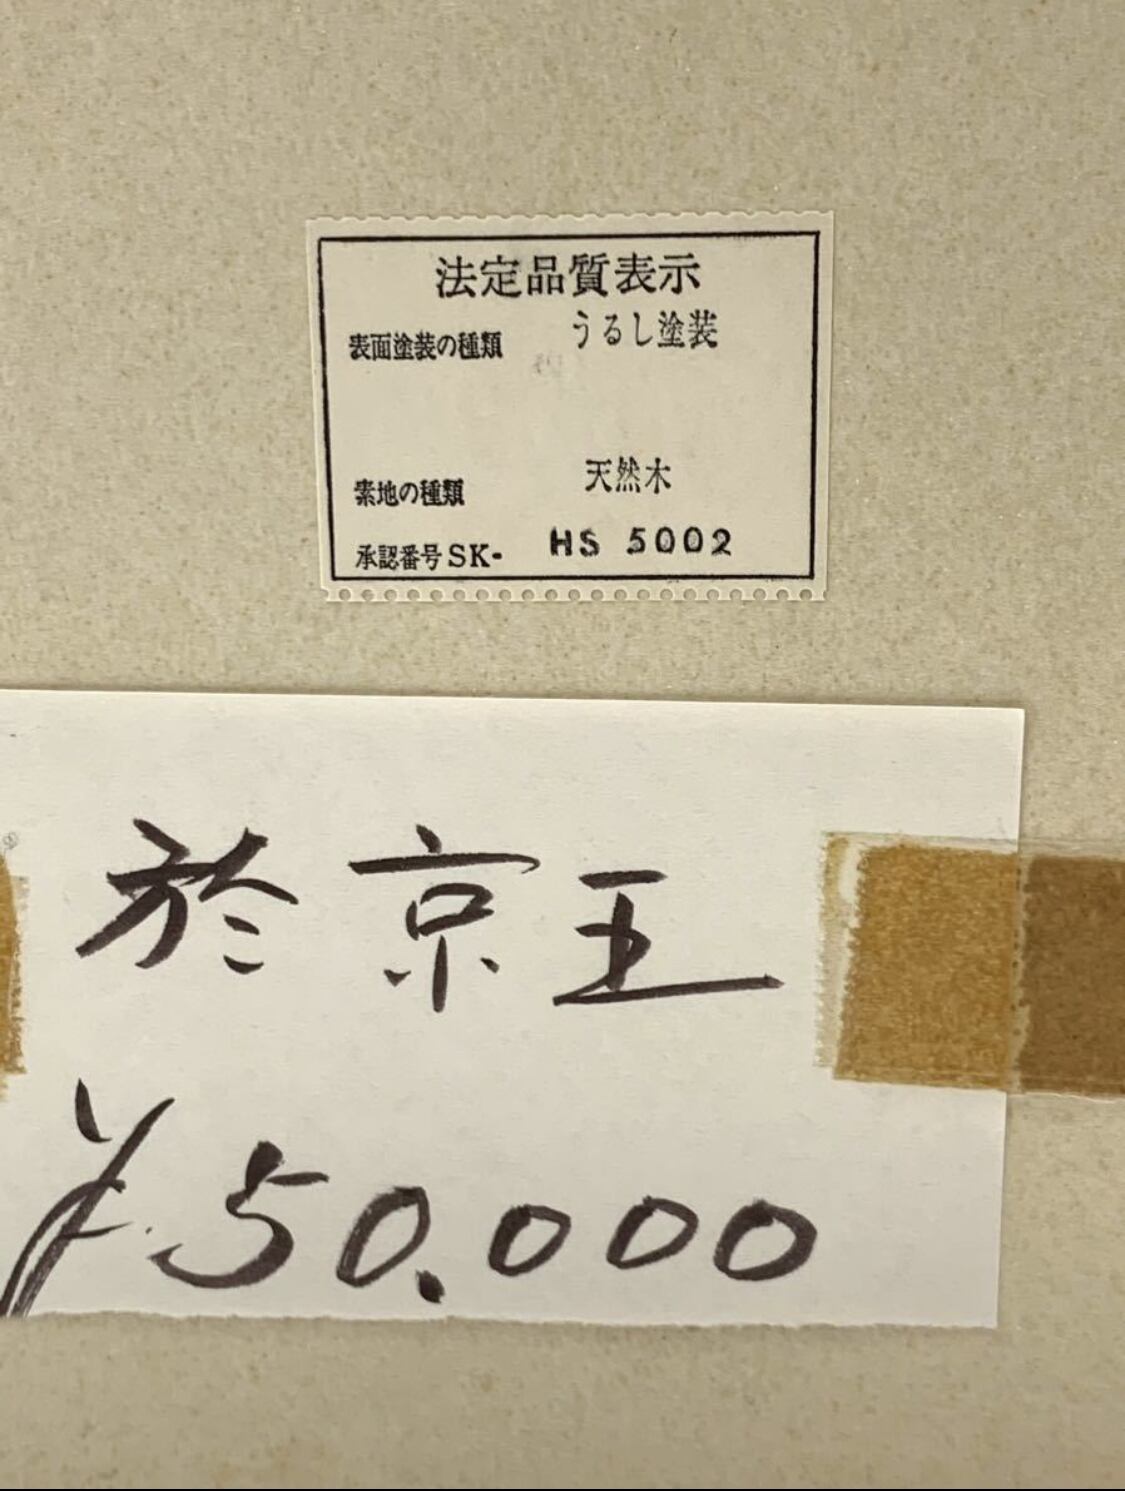 法定品質表示
表面塗装の種類 うるし塗装
素地の種類 天然木
承認番号SK- HS 5002
於京王
¥50.000